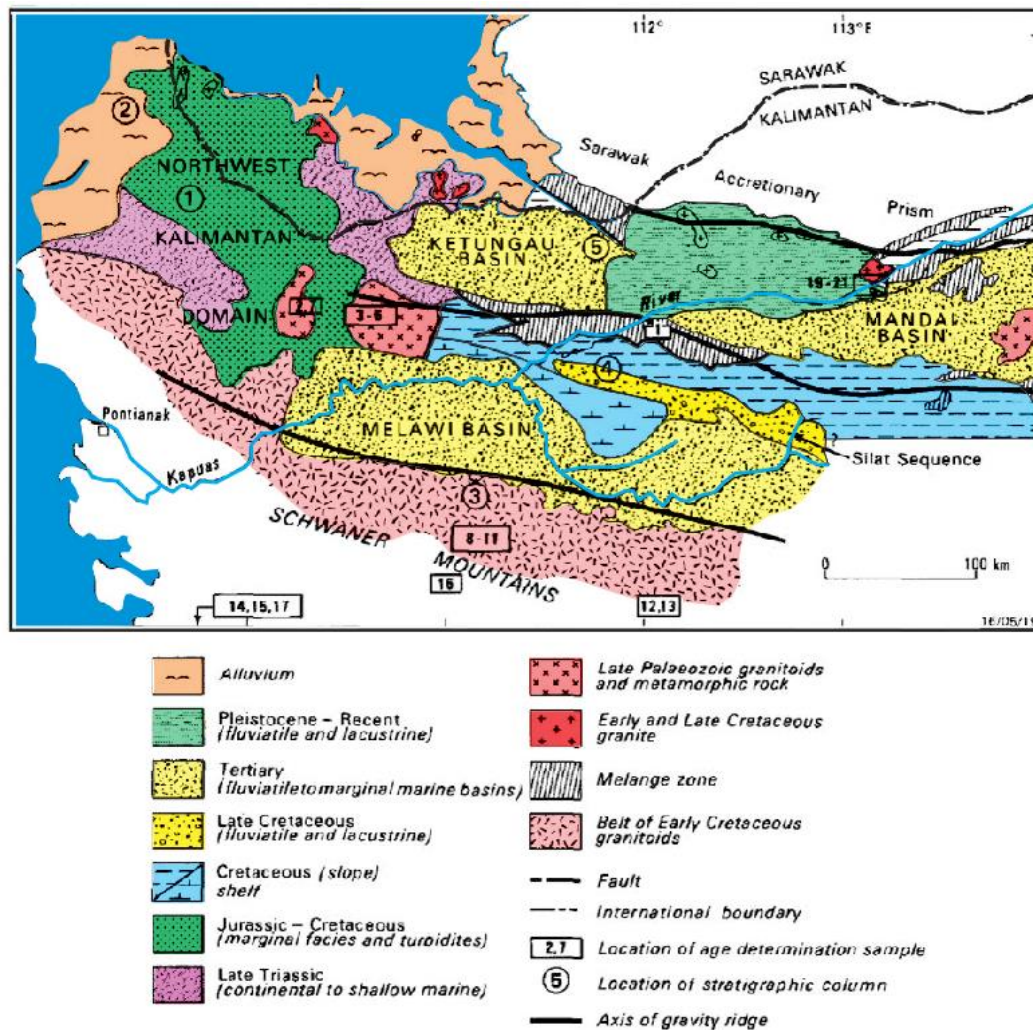 112°
113°E
SARAWAK
KALIMANTAN
Sarawak
Accretionary
Prism
2
NORTHWEST
1
KALIMANTAN
KETUNGAU
BASIN
5
DOMAIN
3-6
River
19-21
MANDAI
BASIN
4
Pontianak
MELAWI BASIN
Kapuas
?
Silat Sequence
3
SCHWANER
MOUNTAINS
8-11
16
12,13
14,15,17
0 100 km
Alluvium
Pleistocene – Recent
(fluviatile and lacustrine)
Tertiary
(fluviatile to marginal marine basins)
Late Cretaceous
(fluviatile and lacustrine)
Cretaceous (slope)
shelf
Jurassic – Cretaceous
(marginal facies and turbidites)
Late Triassic
(continental to shallow marine)
Late Palaeozoic granitoids
and metamorphic rock
Early and Late Cretaceous
granite
Melange zone
Belt of Early Cretaceous
granitoids
Fault
International boundary
2,7 Location of age determination sample
5 Location of stratigraphic column
Axis of gravity ridge